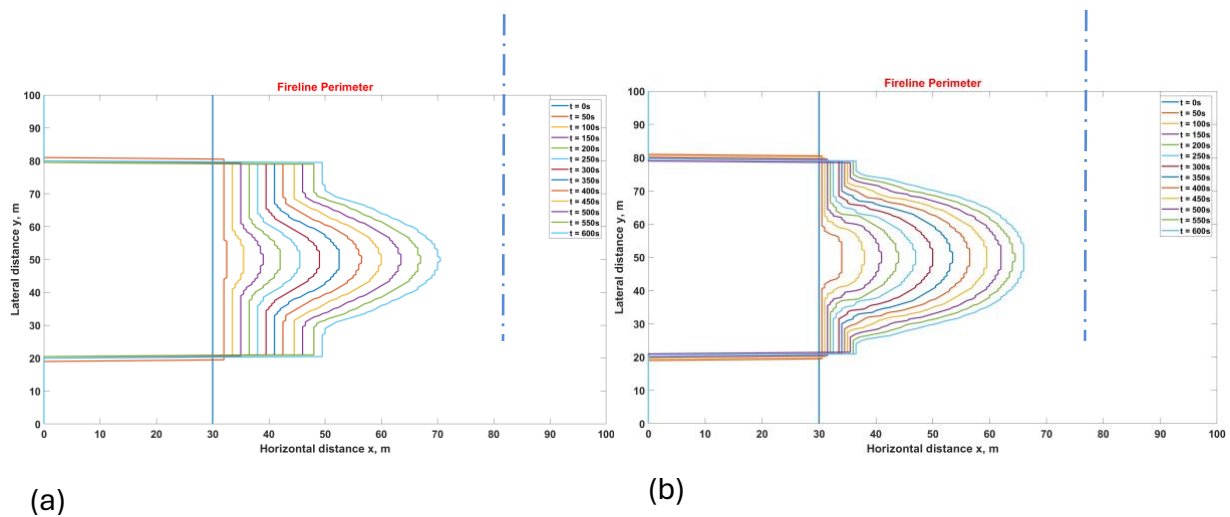 Fireline Perimeter
Lateral distance y, m
100
90
80
70
60
50
40
30
20
10
0
0 10 20 30 40 50 60 70 80 90 100
Horizontal distance x, m
t = 0s
t = 50s
t = 100s
t = 150s
t = 200s
t = 250s
t = 300s
t = 350s
t = 400s
t = 450s
t = 500s
t = 550s
t = 600s
(a)
Fireline Perimeter
Lateral distance y, m
100
90
80
70
60
50
40
30
20
10
0
0 10 20 30 40 50 60 70 80 90 100
Horizontal distance x, m
t = 0s
t = 50s
t = 100s
t = 150s
t = 200s
t = 250s
t = 300s
t = 350s
t = 400s
t = 450s
t = 500s
t = 550s
t = 600s
(b)